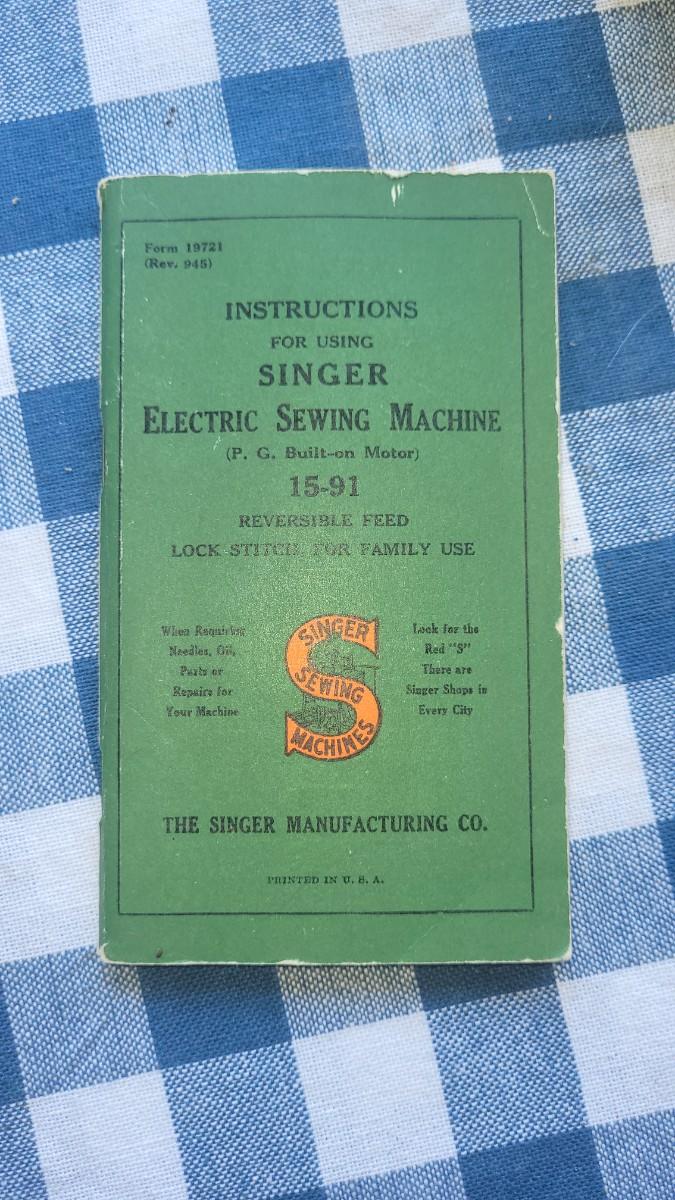 Form 19721
(Rev. 945)
INSTRUCTIONS
FOR USING
SINGER
ELECTRIC SEWING MACHINE
(P. G. Built-on Motor)
15-91
REVERSIBLE FEED
LOCK STITCH FOR FAMILY USE
When Requiring
Needles, Oil,
Parts or
Repairs for
Your Machine
SINGER
SEWING
MACHINES
Look for the
Red "S"
There are
Singer Shops in
Every City
THE SINGER MANUFACTURING CO.
PRINTED IN U. S. A.